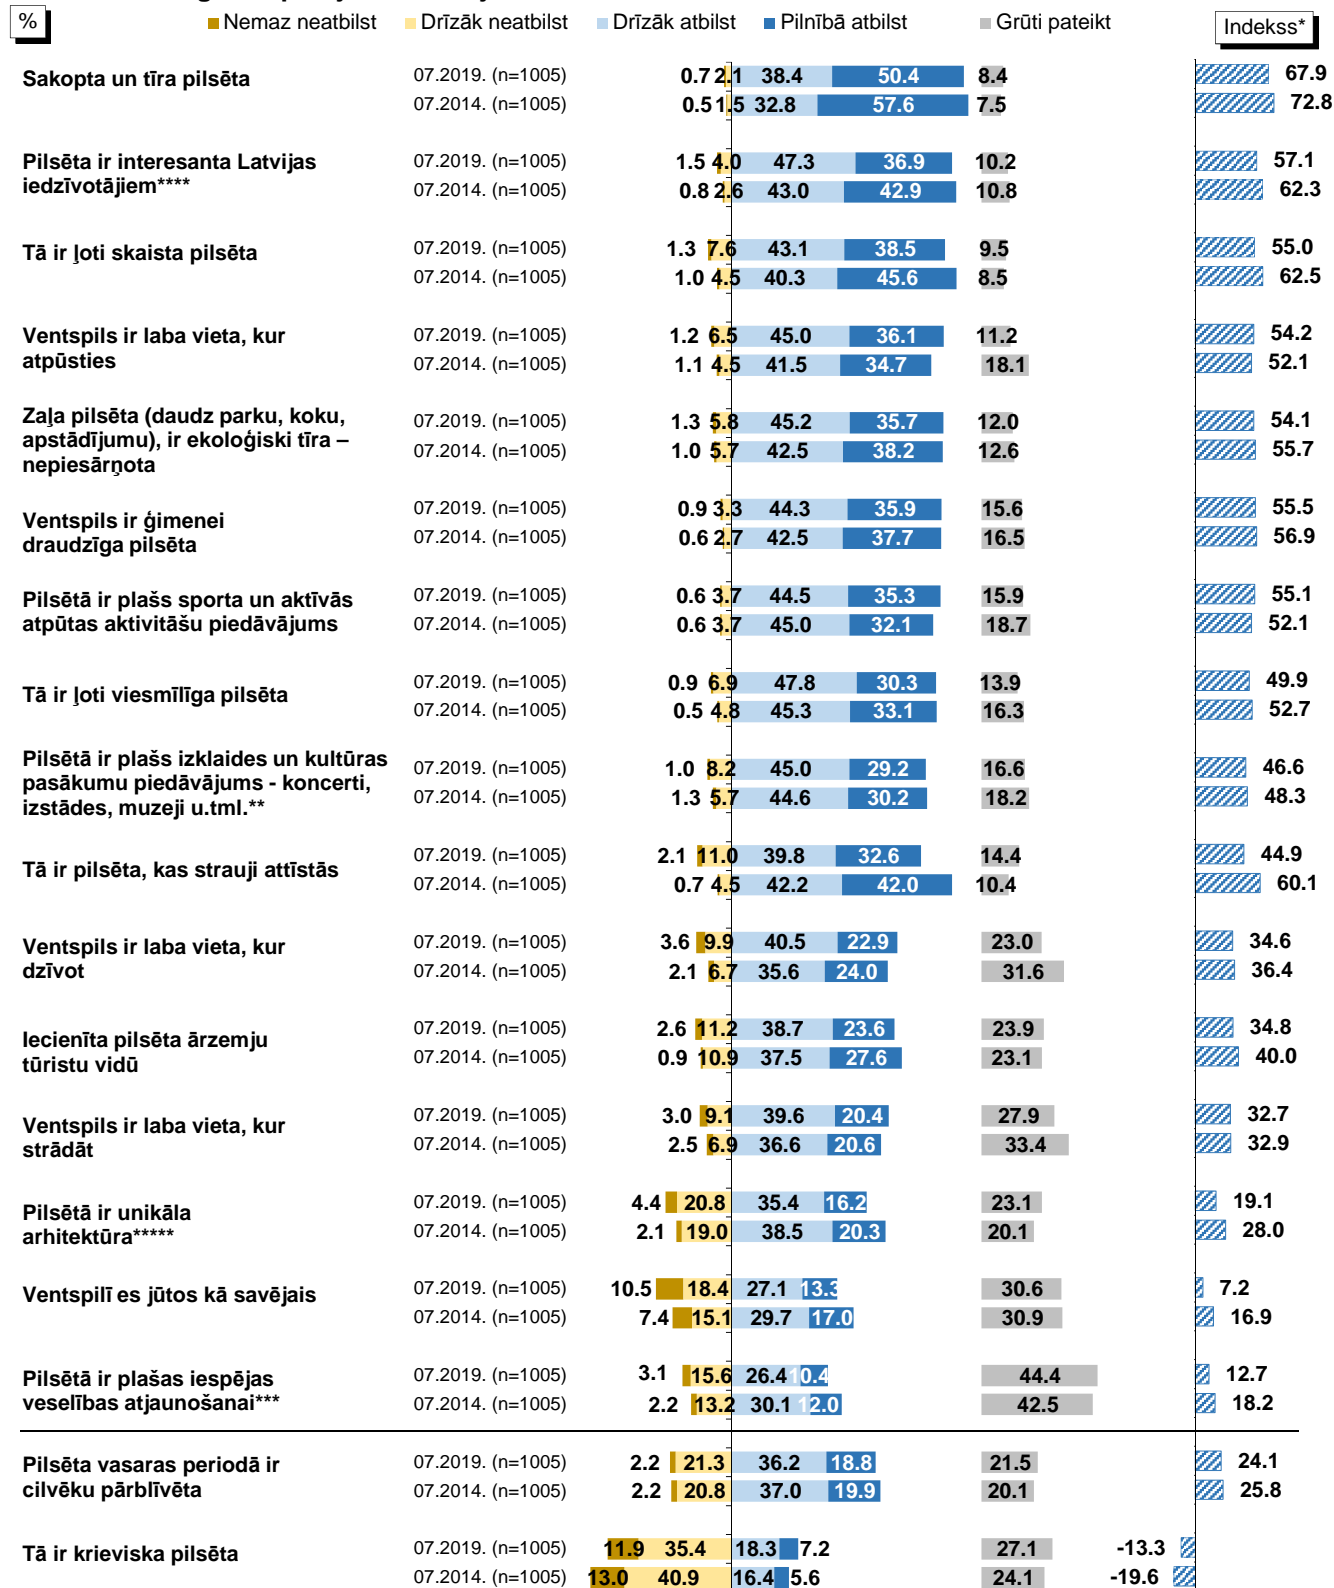 %
Nemaz neatbilst Drīzāk neatbilst Drīzāk atbilst Pilnībā atbilst Grūti pateikt Indekss*
Sakopta un tīra pilsēta
07.2019. (n=1005) 0.7 2.1 38.4 50.4 8.4 67.9
07.2014. (n=1005) 0.5 1.5 32.8 57.6 7.5 72.8
Pilsēta ir interesanta Latvijas
iedzīvotājiem****
07.2019. (n=1005) 1.5 4.0 47.3 36.9 10.2 57.1
07.2014. (n=1005) 0.8 2.6 43.0 42.9 10.8 62.3
Tā ir ļoti skaista pilsēta
07.2019. (n=1005) 1.3 7.6 43.1 38.5 9.5 55.0
07.2014. (n=1005) 1.0 4.5 40.3 45.6 8.5 62.5
Ventspils ir laba vieta, kur
atpūsties
07.2019. (n=1005) 1.2 6.5 45.0 36.1 11.2 54.2
07.2014. (n=1005) 1.1 4.5 41.5 34.7 18.1 52.1
Zaļa pilsēta (daudz parku, koku,
apstādījumu), ir ekoloģiski tīra –
nepiesārņota
07.2019. (n=1005) 1.3 5.8 45.2 35.7 12.0 54.1
07.2014. (n=1005) 1.0 5.7 42.5 38.2 12.6 55.7
Ventspils ir ģimenei
draudzīga pilsēta
07.2019. (n=1005) 0.9 3.3 44.3 35.9 15.6 55.5
07.2014. (n=1005) 0.6 2.7 42.5 37.7 16.5 56.9
Pilsētā ir plašs sporta un aktīvās
atpūtas aktivitāšu piedāvājums
07.2019. (n=1005) 0.6 3.7 44.5 35.3 15.9 55.1
07.2014. (n=1005) 0.6 3.7 45.0 32.1 18.7 52.1
Tā ir ļoti viesmīlīga pilsēta
07.2019. (n=1005) 0.9 6.9 47.8 30.3 13.9 49.9
07.2014. (n=1005) 0.5 4.8 45.3 33.1 16.3 52.7
Pilsētā ir plašs izklaides un kultūras
pasākumu piedāvājums - koncerti,
izstādes, muzeji u.tml.**
07.2019. (n=1005) 1.0 8.2 45.0 29.2 16.6 46.6
07.2014. (n=1005) 1.3 5.7 44.6 30.2 18.2 48.3
Tā ir pilsēta, kas strauji attīstās
07.2019. (n=1005) 2.1 11.0 39.8 32.6 14.4 44.9
07.2014. (n=1005) 0.7 4.5 42.2 42.0 10.4 60.1
Ventspils ir laba vieta, kur
dzīvot
07.2019. (n=1005) 3.6 9.9 40.5 22.9 23.0 34.6
07.2014. (n=1005) 2.1 6.7 35.6 24.0 31.6 36.4
Iecienīta pilsēta ārzemju
tūristu vidū
07.2019. (n=1005) 2.6 11.2 38.7 23.6 23.9 34.8
07.2014. (n=1005) 0.9 10.9 37.5 27.6 23.1 40.0
Ventspils ir laba vieta, kur
strādāt
07.2019. (n=1005) 3.0 9.1 39.6 20.4 27.9 32.7
07.2014. (n=1005) 2.5 6.9 36.6 20.6 33.4 32.9
Pilsētā ir unikāla
arhitektūra*****
07.2019. (n=1005) 4.4 20.8 35.4 16.2 23.1 19.1
07.2014. (n=1005) 2.1 19.0 38.5 20.3 20.1 28.0
Ventspilī es jūtos kā savējais
07.2019. (n=1005) 10.5 18.4 27.1 13.3 30.6 7.2
07.2014. (n=1005) 7.4 15.1 29.7 17.0 30.9 16.9
Pilsētā ir plašas iespējas
veselības atjaunošanai***
07.2019. (n=1005) 3.1 15.6 26.4 10.4 44.4 12.7
07.2014. (n=1005) 2.2 13.2 30.1 12.0 42.5 18.2
Pilsēta vasaras periodā ir
cilvēku pārblīvēta
07.2019. (n=1005) 2.2 21.3 36.2 18.8 21.5 24.1
07.2014. (n=1005) 2.2 20.8 37.0 19.9 20.1 25.8
Tā ir krieviska pilsēta
07.2019. (n=1005) 11.9 35.4 18.3 7.2 27.1 -13.3
07.2014. (n=1005) 13.0 40.9 16.4 5.6 24.1 -19.6